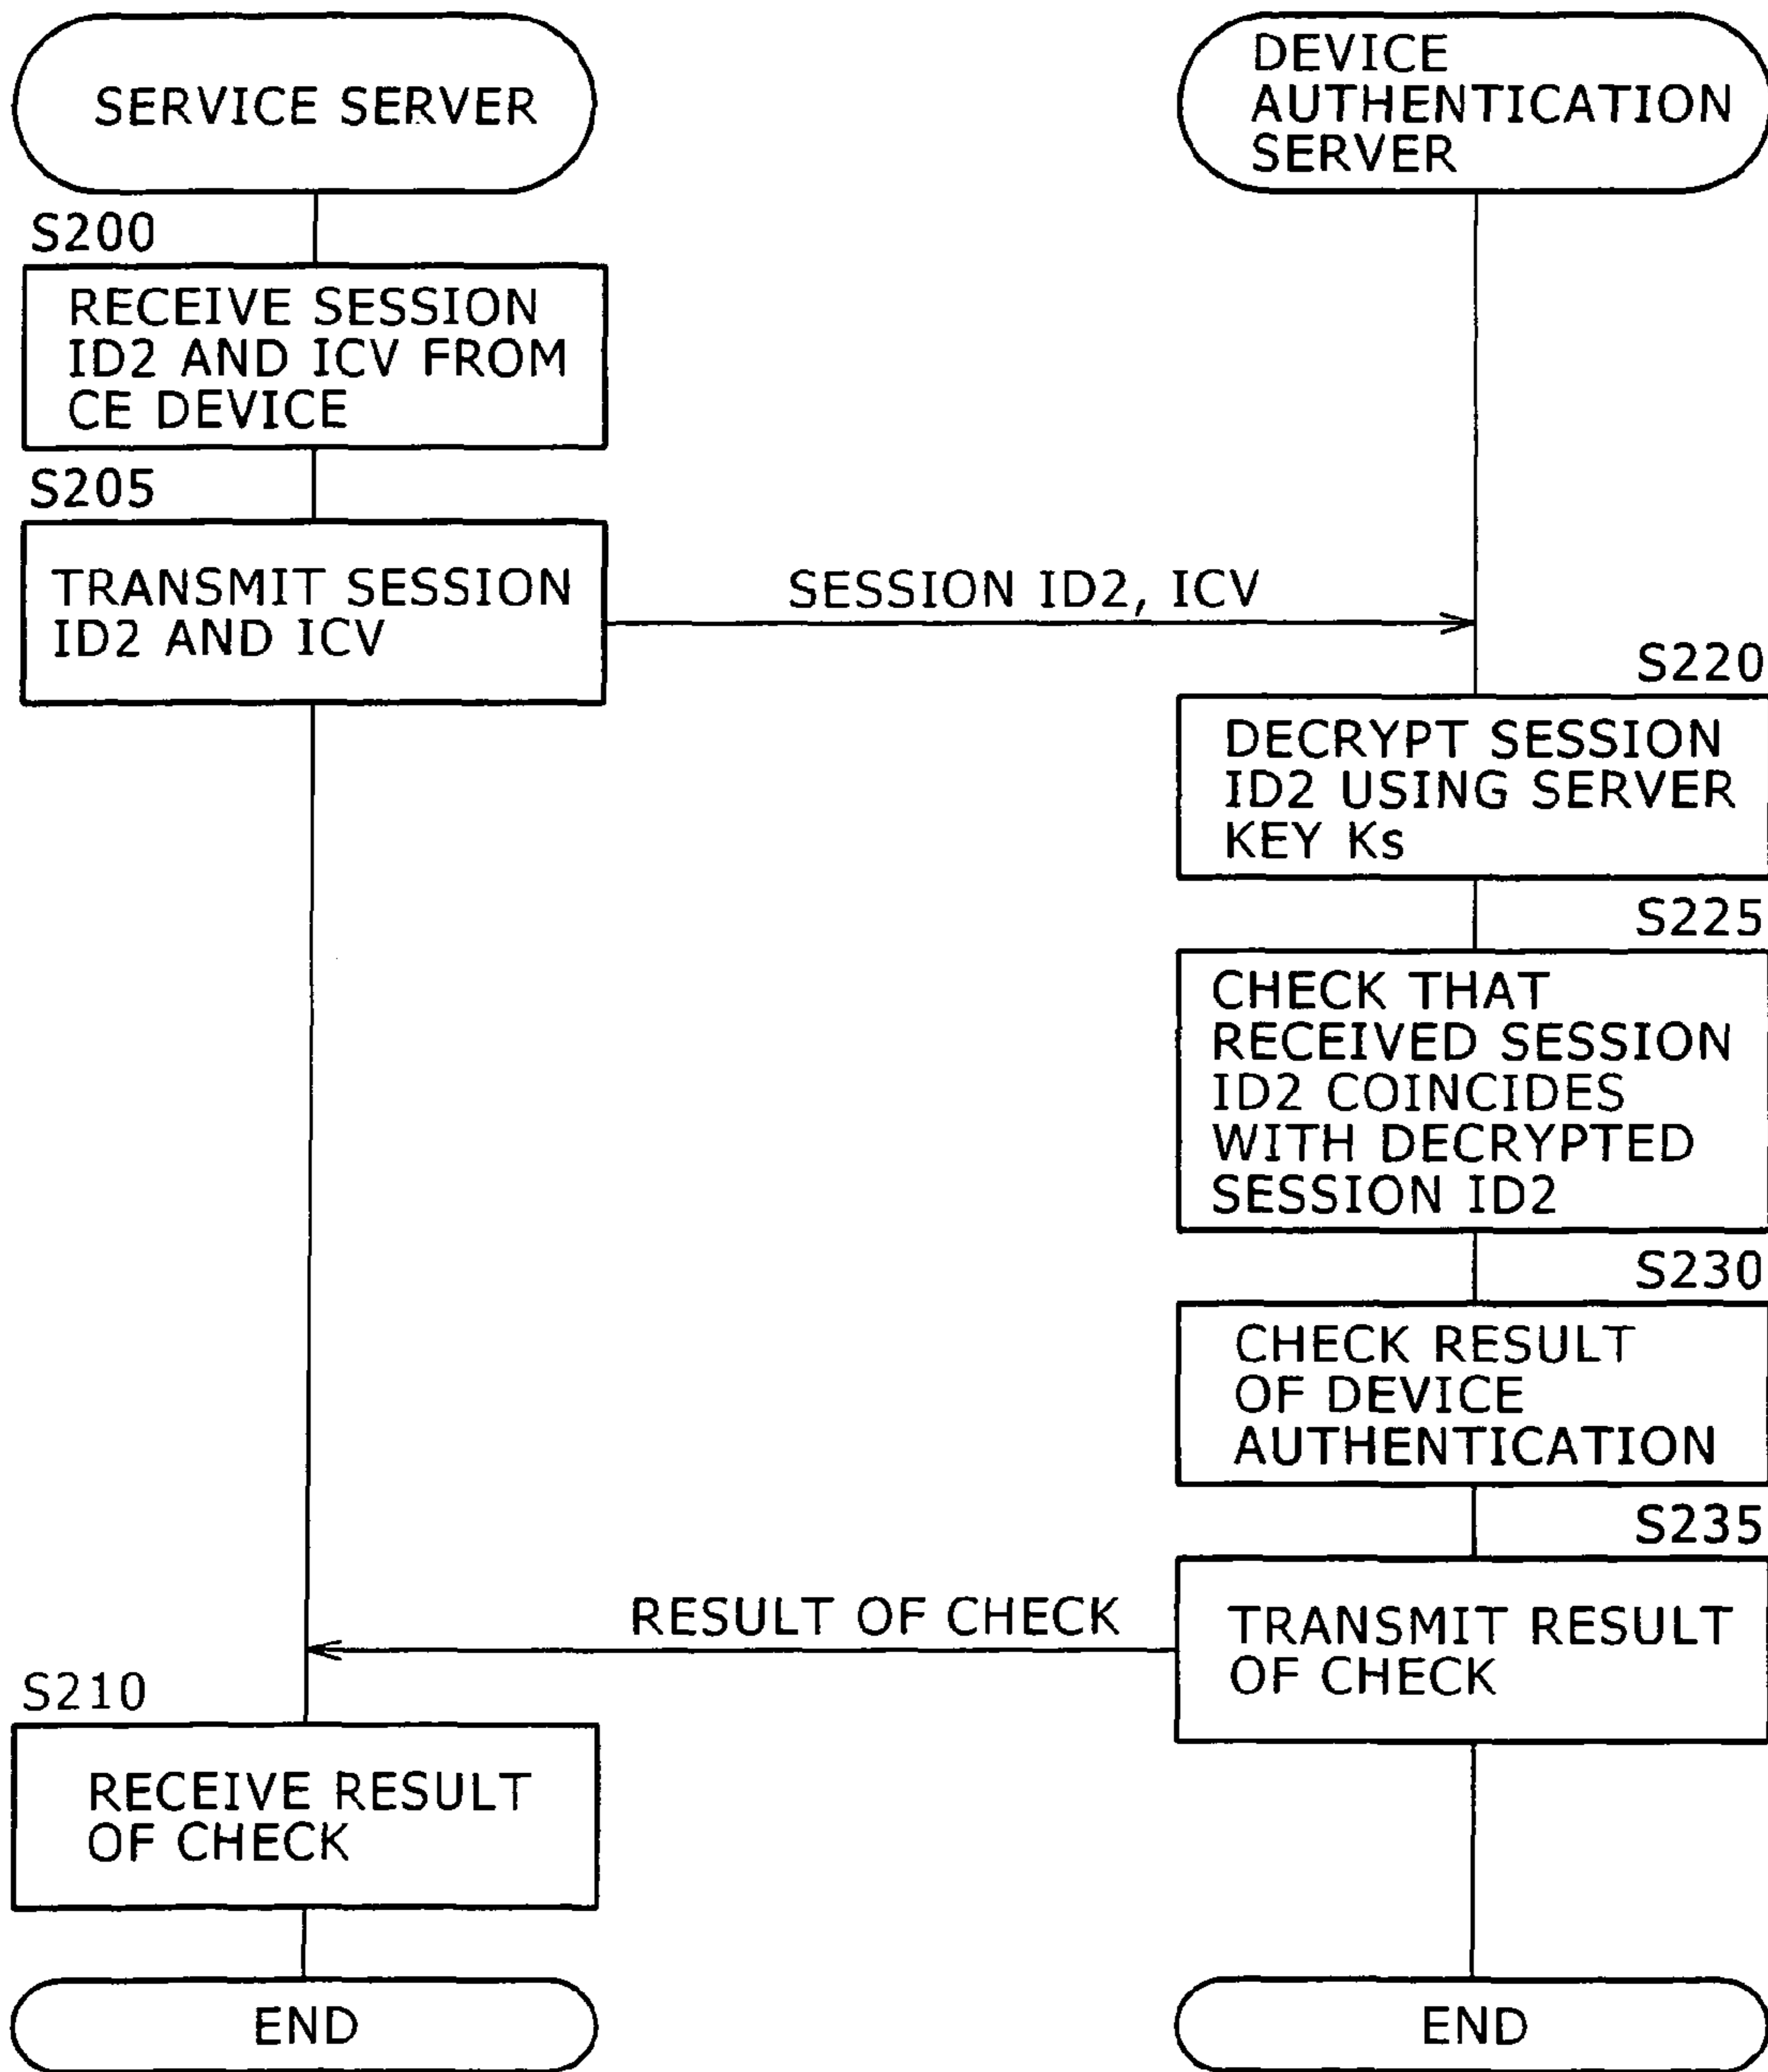 SERVICE SERVER
DEVICE
AUTHENTICATION
SERVER
S200
RECEIVE SESSION
ID2 AND ICV FROM
CE DEVICE
S205
TRANSMIT SESSION
ID2 AND ICV
SESSION ID2, ICV
S220
DECRYPT SESSION
ID2 USING SERVER
KEY Ks
S225
CHECK THAT
RECEIVED SESSION
ID2 COINCIDES
WITH DECRYPTED
SESSION ID2
S230
CHECK RESULT
OF DEVICE
AUTHENTICATION
S235
TRANSMIT RESULT
OF CHECK
RESULT OF CHECK
S210
RECEIVE RESULT
OF CHECK
END
END